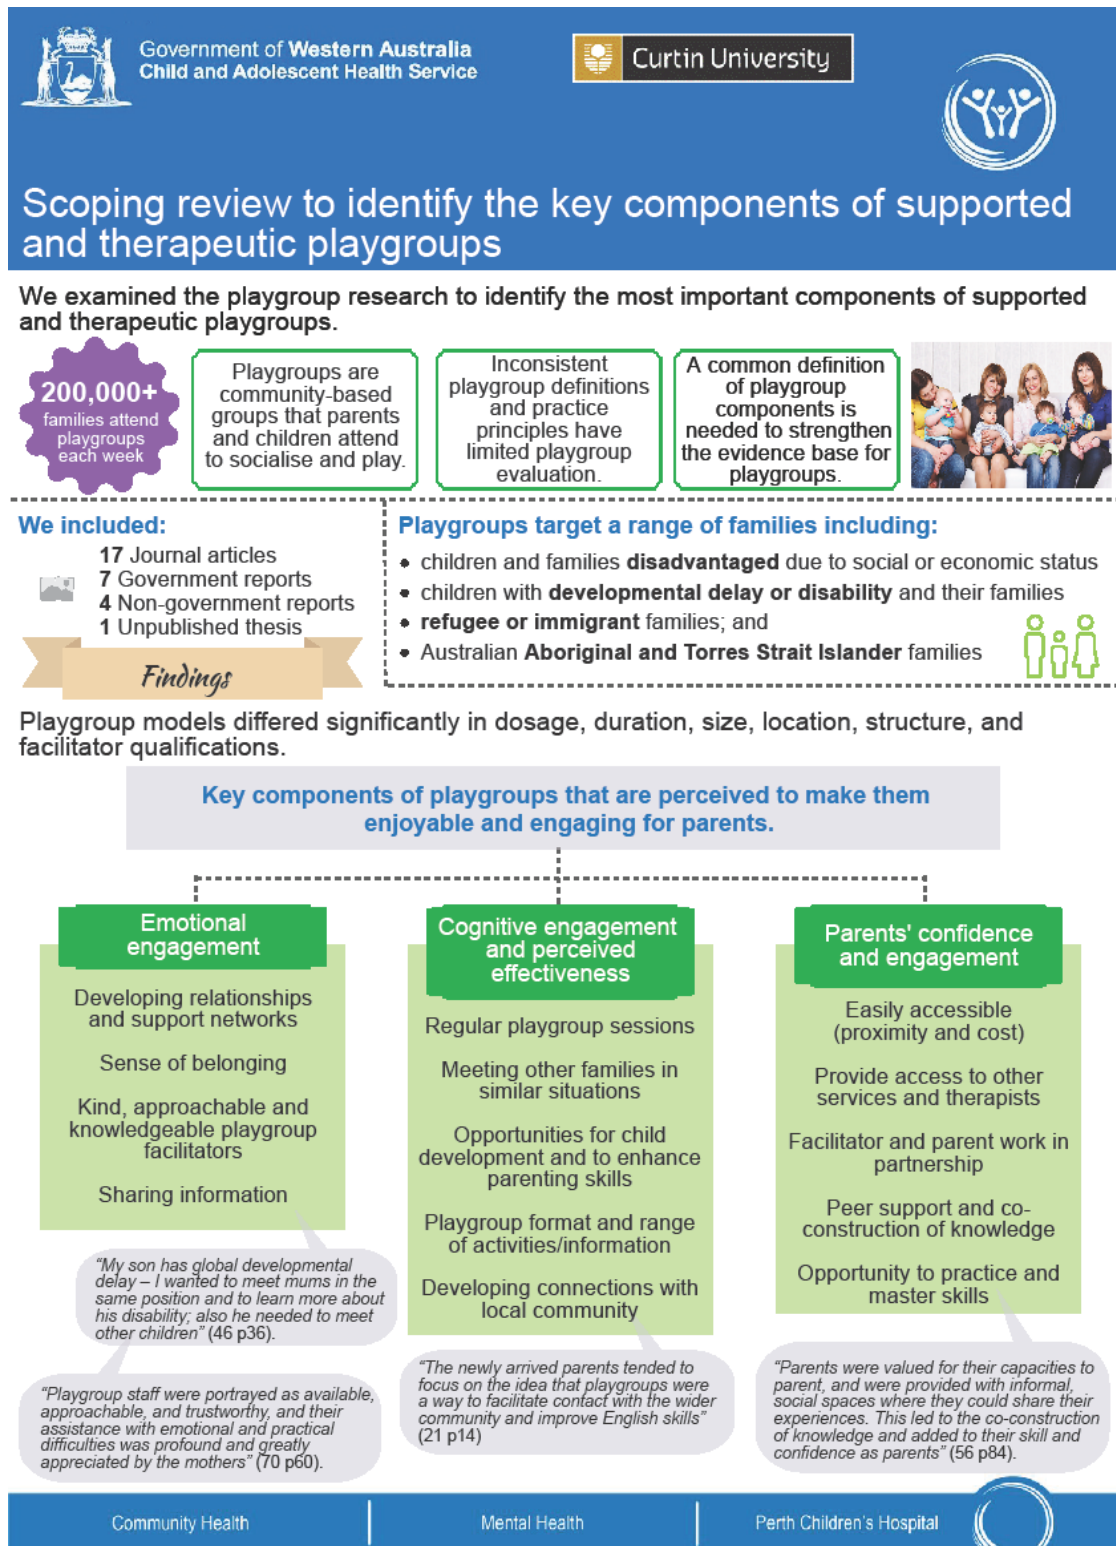 Government of Western Australia
Child and Adolescent Health Service
Curtin University
Scoping review to identify the key components of supported
and therapeutic playgroups
We examined the playgroup research to identify the most important components of supported
and therapeutic playgroups.
200,000+
families attend
playgroups
each week
Playgroups are
community-based
groups that parents
and children attend
to socialise and play.
Inconsistent
playgroup definitions
and practice
principles have
limited playgroup
evaluation.
A common definition
of playgroup
components is
needed to strengthen
the evidence base for
playgroups.
We included:
17 Journal articles
7 Government reports
4 Non-government reports
1 Unpublished thesis
Playgroups target a range of families including:
• children and families disadvantaged due to social or economic status
• children with developmental delay or disability and their families
• refugee or immigrant families; and
• Australian Aboriginal and Torres Strait Islander families
Findings
Playgroup models differed significantly in dosage, duration, size, location, structure, and
facilitator qualifications.
Key components of playgroups that are perceived to make them
enjoyable and engaging for parents.
Emotional
engagement
Developing relationships
and support networks
Sense of belonging
Kind, approachable and
knowledgeable playgroup
facilitators
Sharing information
"My son has global developmental
delay – I wanted to meet mums in the
same position and to learn more about
his disability; also he needed to meet
other children" (46 p36).
"Playgroup staff were portrayed as available,
approachable, and trustworthy, and their
assistance with emotional and practical
difficulties was profound and greatly
appreciated by the mothers" (70 p60).
Cognitive engagement
and perceived
effectiveness
Regular playgroup sessions
Meeting other families in
similar situations
Opportunities for child
development and to enhance
parenting skills
Playgroup format and range
of activities/information
Developing connections with
local community
"The newly arrived parents tended to
focus on the idea that playgroups were
a way to facilitate contact with the wider
community and improve English skills"
(21 p14)
Parents' confidence
and engagement
Easily accessible
(proximity and cost)
Provide access to other
services and therapists
Facilitator and parent work in
partnership
Peer support and co-
construction of knowledge
Opportunity to practice and
master skills
"Parents were valued for their capacities to
parent, and were provided with informal,
social spaces where they could share their
experiences. This led to the co-construction
of knowledge and added to their skill and
confidence as parents" (56 p84).
Community Health
Mental Health
Perth Children's Hospital